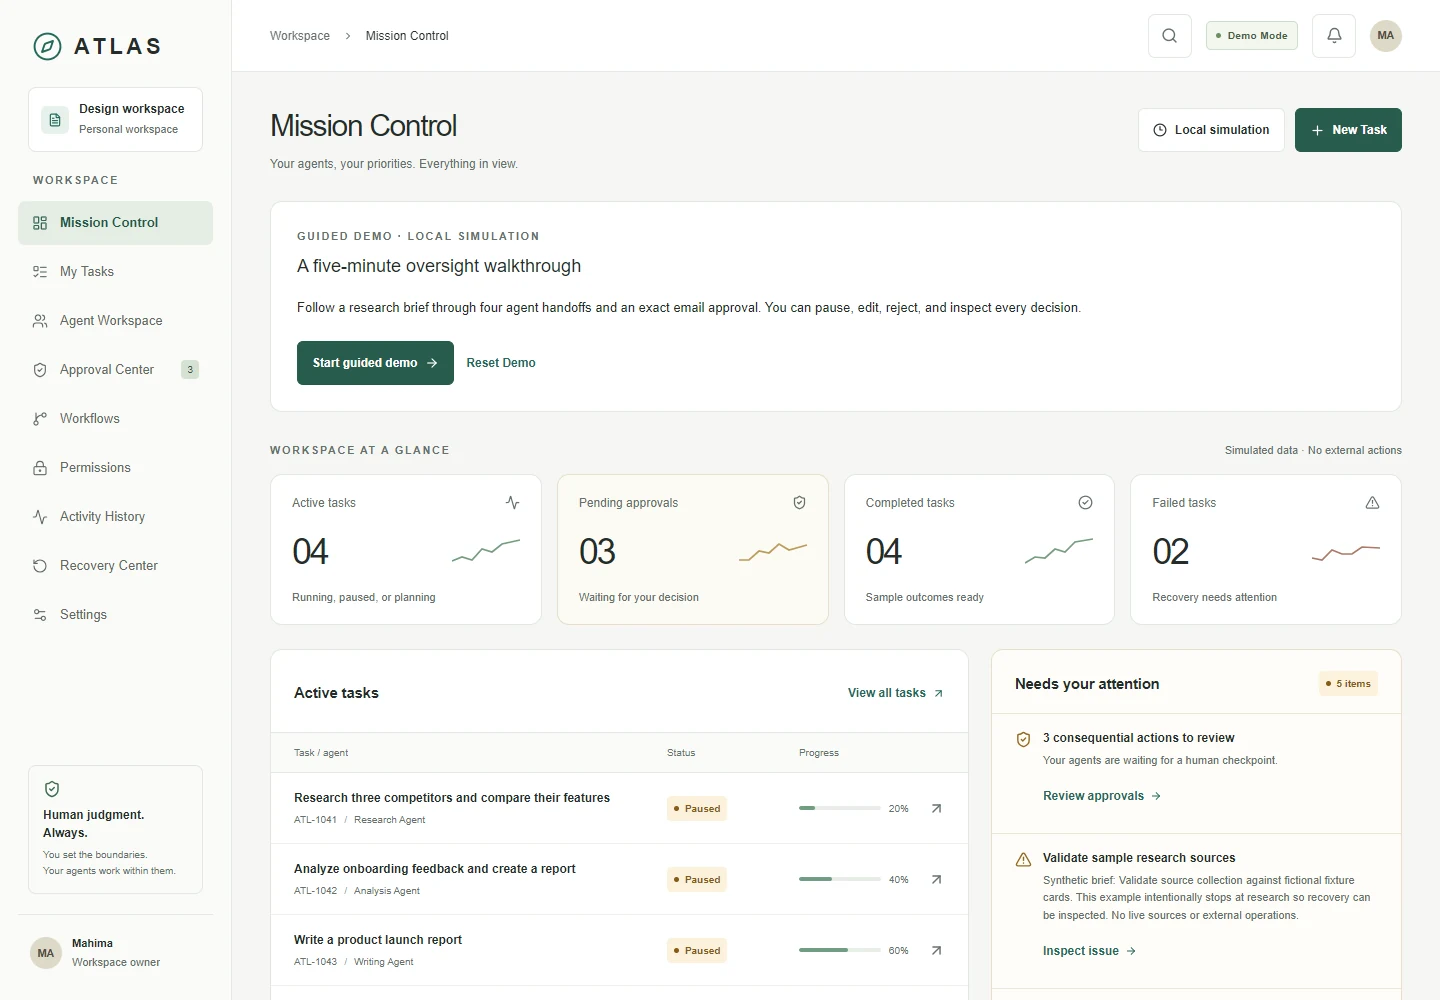 ATLAS
Design workspace
Personal workspace
WORKSPACE
Mission Control
My Tasks
Agent Workspace
Approval Center 3
Workflows
Permissions
Activity History
Recovery Center
Settings
Human judgment.
Always.
You set the boundaries.
Your agents work within them.
MA
Mahima
Workspace owner
Workspace > Mission Control
Demo Mode
MA
Mission Control
Your agents, your priorities. Everything in view.
Local simulation
New Task
GUIDED DEMO · LOCAL SIMULATION
A five-minute oversight walkthrough
Follow a research brief through four agent handoffs and an exact email approval. You can pause, edit, reject, and inspect every decision.
Start guided demo →
Reset Demo
WORKSPACE AT A GLANCE
Simulated data · No external actions
Active tasks
04
Running, paused, or planning
Pending approvals
03
Waiting for your decision
Completed tasks
04
Sample outcomes ready
Failed tasks
02
Recovery needs attention
Active tasks
View all tasks
Task / agent Status Progress
Research three competitors and compare their features
ATL-1041 / Research Agent
Paused
20%
Analyze onboarding feedback and create a report
ATL-1042 / Analysis Agent
Paused
40%
Write a product launch report
ATL-1043 / Writing Agent
Paused
60%
Needs your attention
5 items
3 consequential actions to review
Your agents are waiting for a human checkpoint.
Review approvals →
Validate sample research sources
Synthetic brief: Validate source collection against fictional fixture
cards. This example intentionally stops at research so recovery can
be inspected. No live sources or external operations.
Inspect issue →